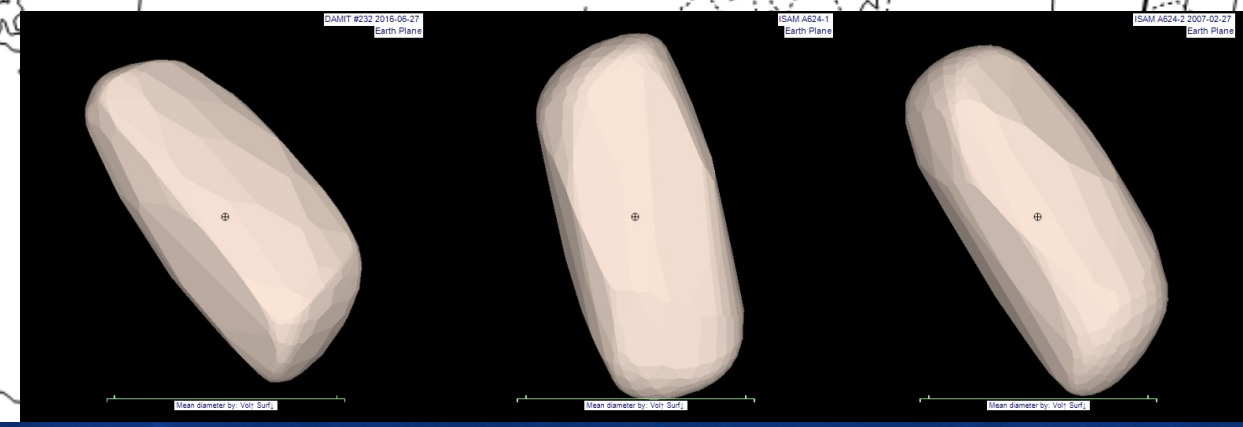 DAMIT #232 2016-06-27
Earth Plane
ISAM A624-1
Earth Plane
ISAM A624-2 2007-02-27
Earth Plane
Mean diameter by: Vol↑ Surf↓
Mean diameter by: Vol↑ Surf↓
Mean diameter by: Vol↑ Surf↓